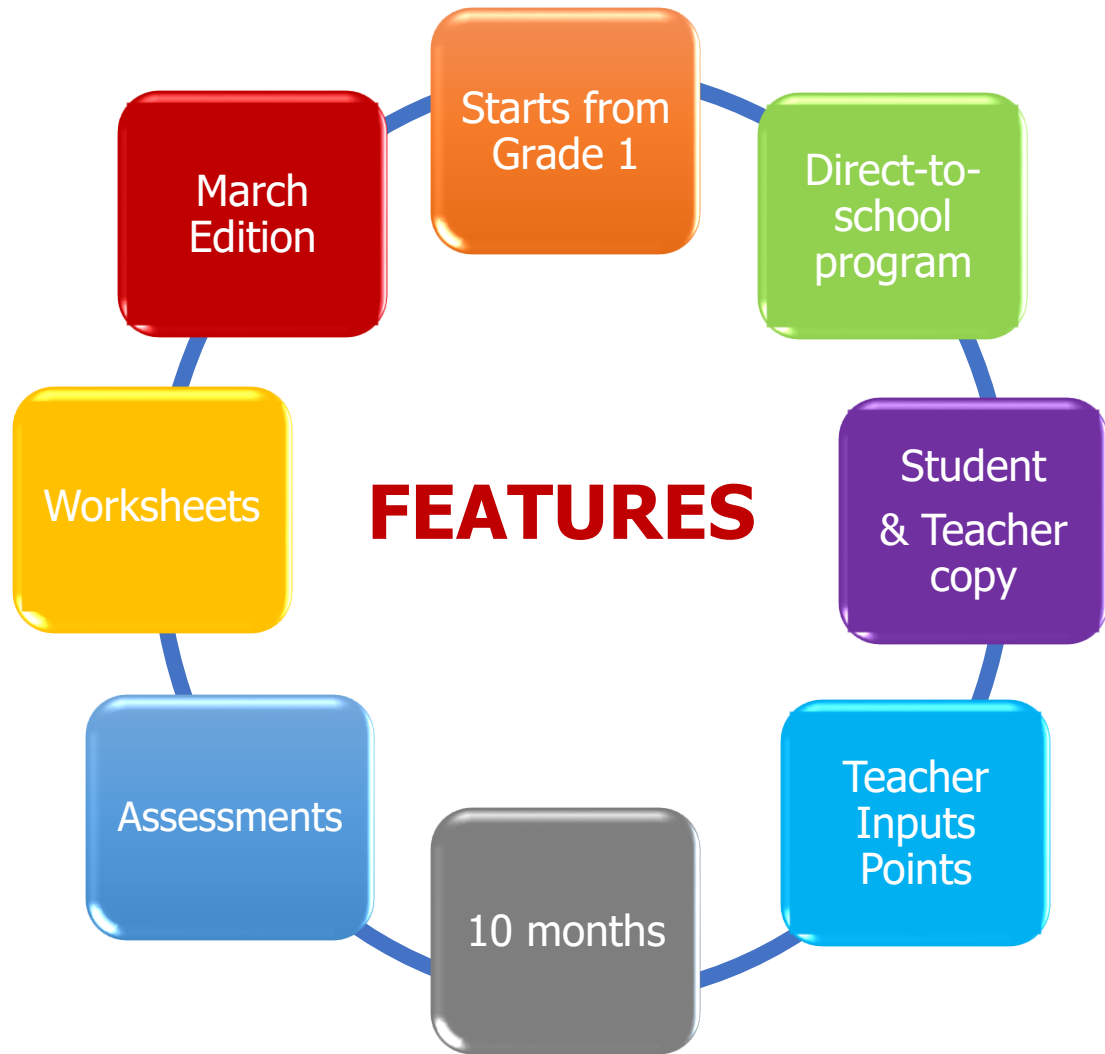 FEATURES
Starts from
Grade 1
Direct-to-
school
program
Student
& Teacher
copy
Teacher
Inputs
Points
10 months
Assessments
Worksheets
March
Edition